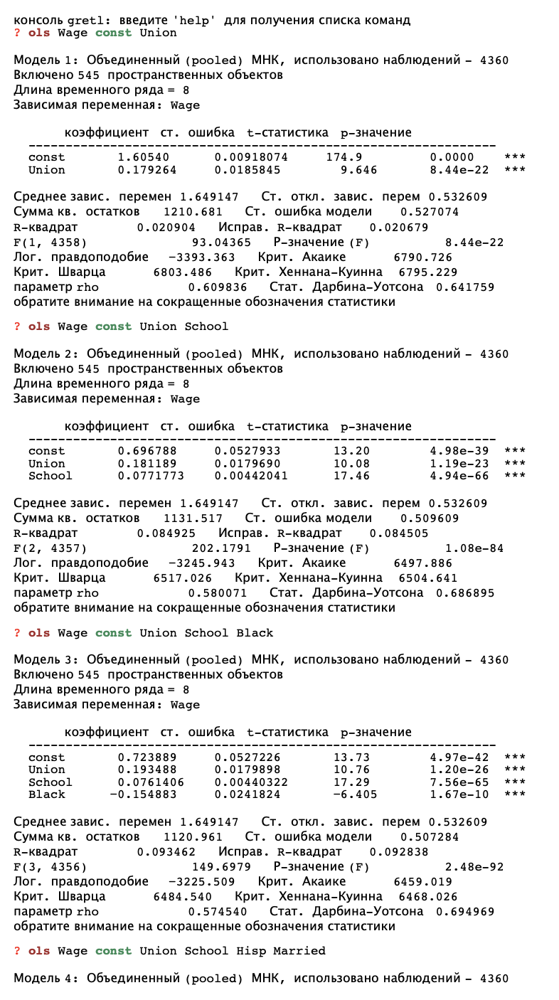 консоль gretl: введите 'help' для получения списка команд
? ols Wage const Union
Модель 1: Объединенный (pooled) МНК, использовано наблюдений – 4360
Включено 545 пространственных объектов
Длина временного ряда = 8
Зависимая переменная: Wage
коэффициент ст. ошибка t-статистика p-значение
---------------------------------------------------------------
const 1.60540 0.00918074 174.9 0.0000 ***
Union 0.179264 0.0185845 9.646 8.44e-22 ***
Среднее завис. перемен 1.649147 Ст. откл. завис. перем 0.532609
Сумма кв. остатков 1210.681 Ст. ошибка модели 0.527074
R-квадрат 0.020904 Исправ. R-квадрат 0.020679
F(1, 4358) 93.04365 Р-значение (F) 8.44e-22
Лог. правдоподобие −3393.363 Крит. Акаике 6790.726
Крит. Шварца 6803.486 Крит. Хеннана-Куинна 6795.229
параметр rho 0.609836 Стат. Дарбина-Уотсона 0.641759
обратите внимание на сокращенные обозначения статистики
? ols Wage const Union School
Модель 2: Объединенный (pooled) МНК, использовано наблюдений – 4360
Включено 545 пространственных объектов
Длина временного ряда = 8
Зависимая переменная: Wage
коэффициент ст. ошибка t-статистика p-значение
---------------------------------------------------------------
const 0.696788 0.0527933 13.20 4.98e-39 ***
Union 0.181189 0.0179690 10.08 1.19e-23 ***
School 0.0771773 0.00442041 17.46 4.94e-66 ***
Среднее завис. перемен 1.649147 Ст. откл. завис. перем 0.532609
Сумма кв. остатков 1131.517 Ст. ошибка модели 0.509609
R-квадрат 0.084925 Исправ. R-квадрат 0.084505
F(2, 4357) 202.1791 Р-значение (F) 1.08e-84
Лог. правдоподобие −3245.943 Крит. Акаике 6497.886
Крит. Шварца 6517.026 Крит. Хеннана-Куинна 6504.641
параметр rho 0.580071 Стат. Дарбина-Уотсона 0.686895
обратите внимание на сокращенные обозначения статистики
? ols Wage const Union School Black
Модель 3: Объединенный (pooled) МНК, использовано наблюдений – 4360
Включено 545 пространственных объектов
Длина временного ряда = 8
Зависимая переменная: Wage
коэффициент ст. ошибка t-статистика p-значение
---------------------------------------------------------------
const 0.723889 0.0527226 13.73 4.97e-42 ***
Union 0.193488 0.0179898 10.76 1.20e-26 ***
School 0.0761406 0.00440322 17.29 7.56e-65 ***
Black −0.154883 0.0241824 −6.405 1.67e-10 ***
Среднее завис. перемен 1.649147 Ст. откл. завис. перем 0.532609
Сумма кв. остатков 1120.961 Ст. ошибка модели 0.507284
R-квадрат 0.093462 Исправ. R-квадрат 0.092838
F(3, 4356) 149.6979 Р-значение (F) 2.48e-92
Лог. правдоподобие −3225.509 Крит. Акаике 6459.019
Крит. Шварца 6484.540 Крит. Хеннана-Куинна 6468.026
параметр rho 0.574540 Стат. Дарбина-Уотсона 0.694969
обратите внимание на сокращенные обозначения статистики
? ols Wage const Union School Hisp Married
Модель 4: Объединенный (pooled) МНК, использовано наблюдений – 4360